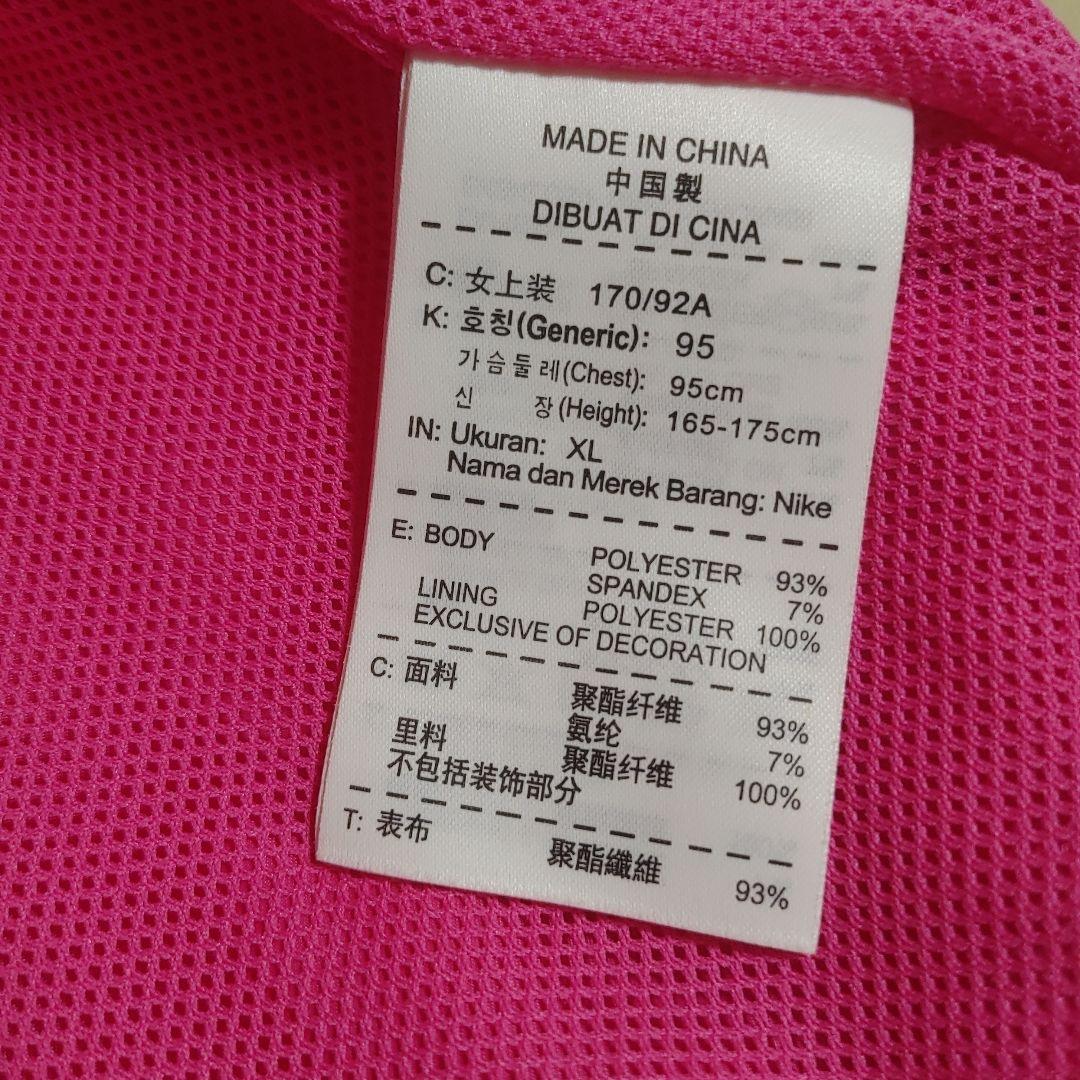 MADE IN CHINA
中国製
DIBUAT DI CINA
C: 女上装 170/92A
K: 호칭(Generic): 95
가슴둘레(Chest): 95cm
신 장(Height): 165-175cm
IN: Ukuran: XL
Nama dan Merek Barang: Nike
E: BODY POLYESTER 93%
SPANDEX 7%
LINING POLYESTER 100%
EXCLUSIVE OF DECORATION
C: 面料 聚酯纤维 93%
氨纶 7%
里料 聚酯纤维 100%
不包括装饰部分
T: 表布 聚酯纖維 93%